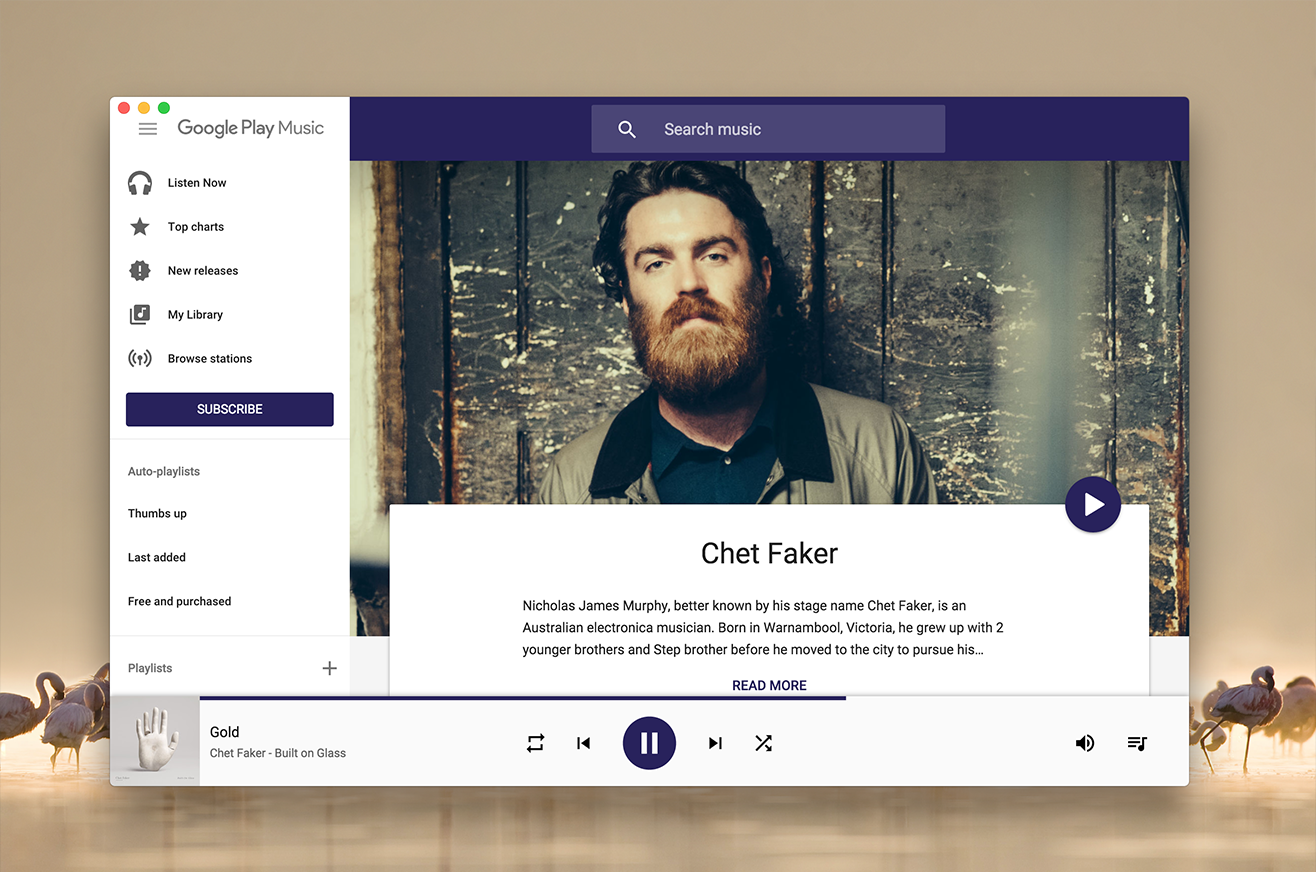 Google Play Music
Search music
Listen Now
Top charts
New releases
My Library
Browse stations
SUBSCRIBE
Auto-playlists
Thumbs up
Last added
Free and purchased
Playlists
Chet Faker
Nicholas James Murphy, better known by his stage name Chet Faker, is an
Australian electronica musician. Born in Warnambool, Victoria, he grew up with 2
younger brothers and Step brother before he moved to the city to pursue his…
READ MORE
Gold
Chet Faker - Built on Glass